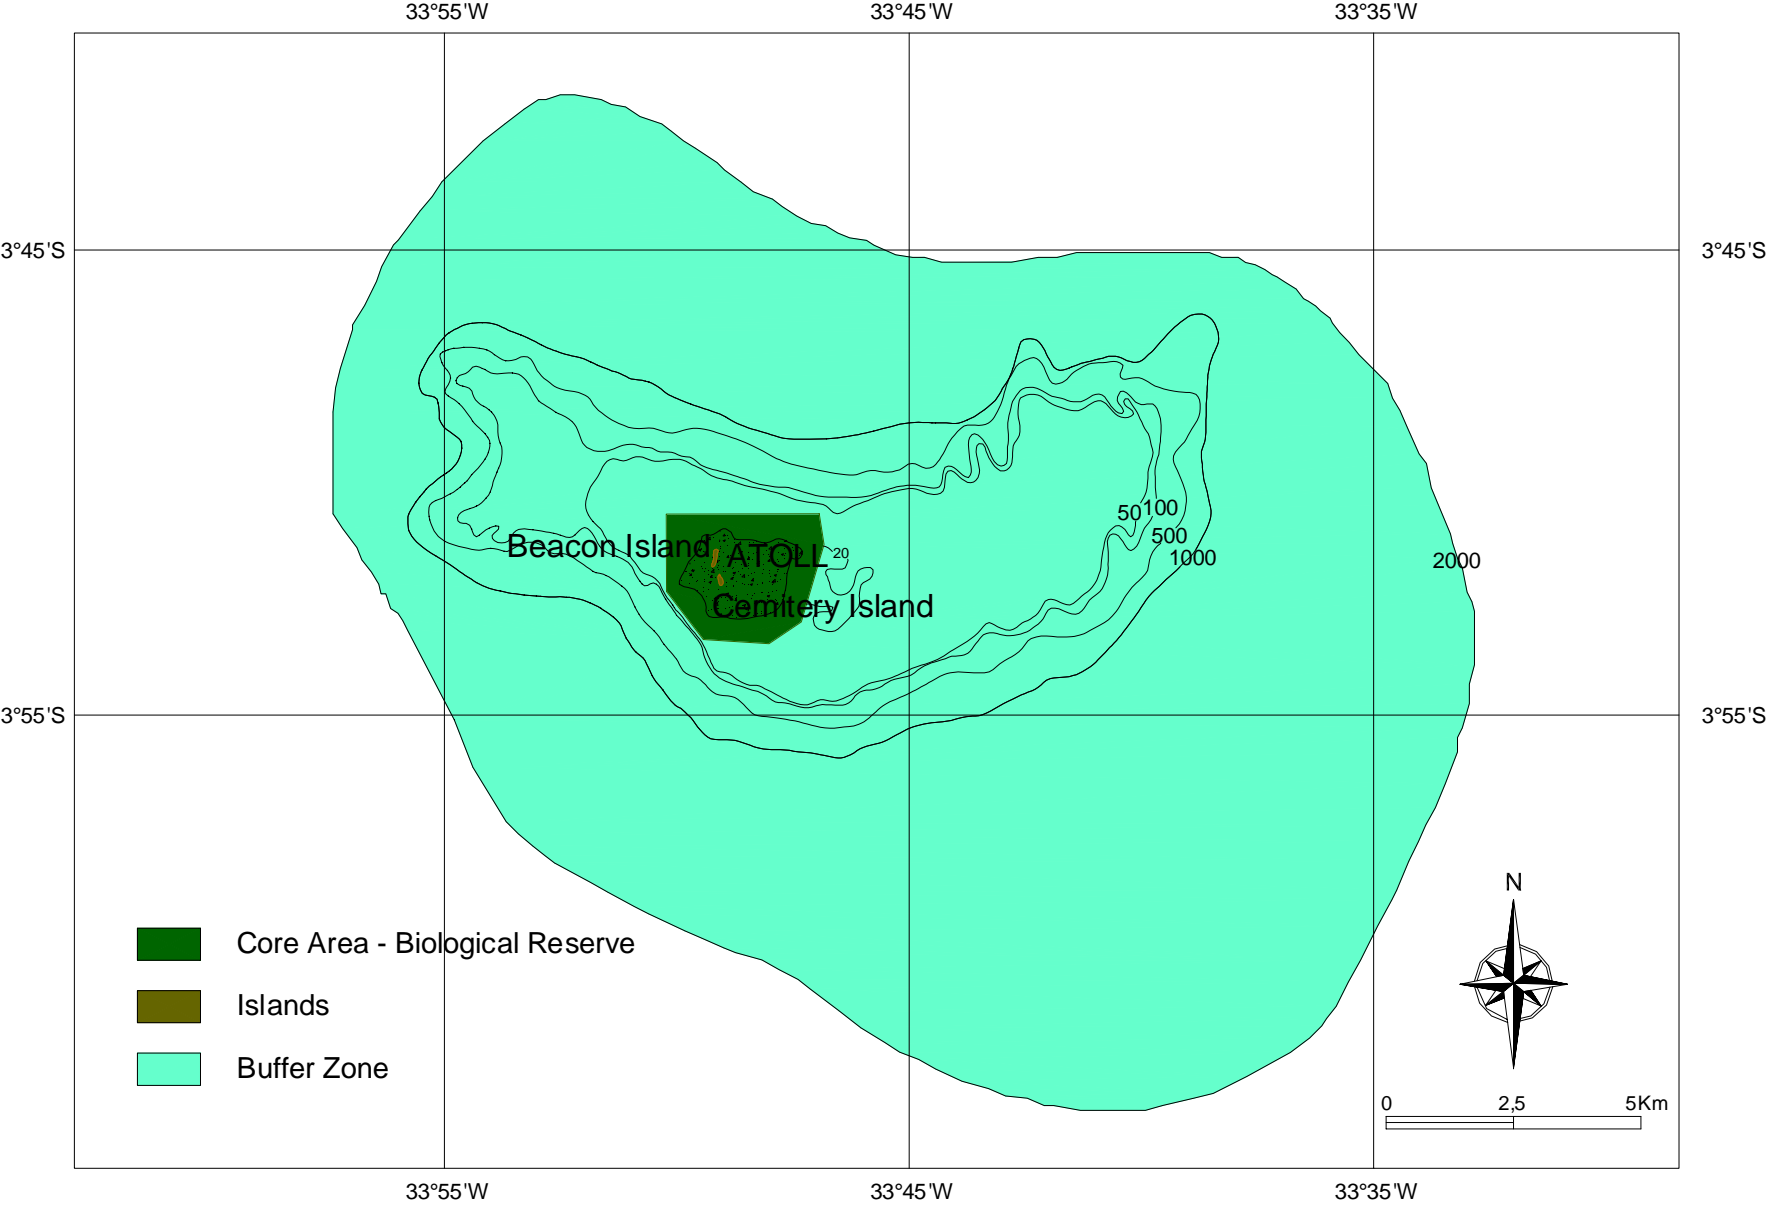 33°55'W 33°45'W 33°35'W
3°45'S 3°45'S
50 100
500
Beacon Island ATOLL 20
1000
2000
Cemitery Island
3°55'S 3°55'S
N
Core Area - Biological Reserve
Islands
Buffer Zone
0 2,5 5Km
33°55'W 33°45'W 33°35'W